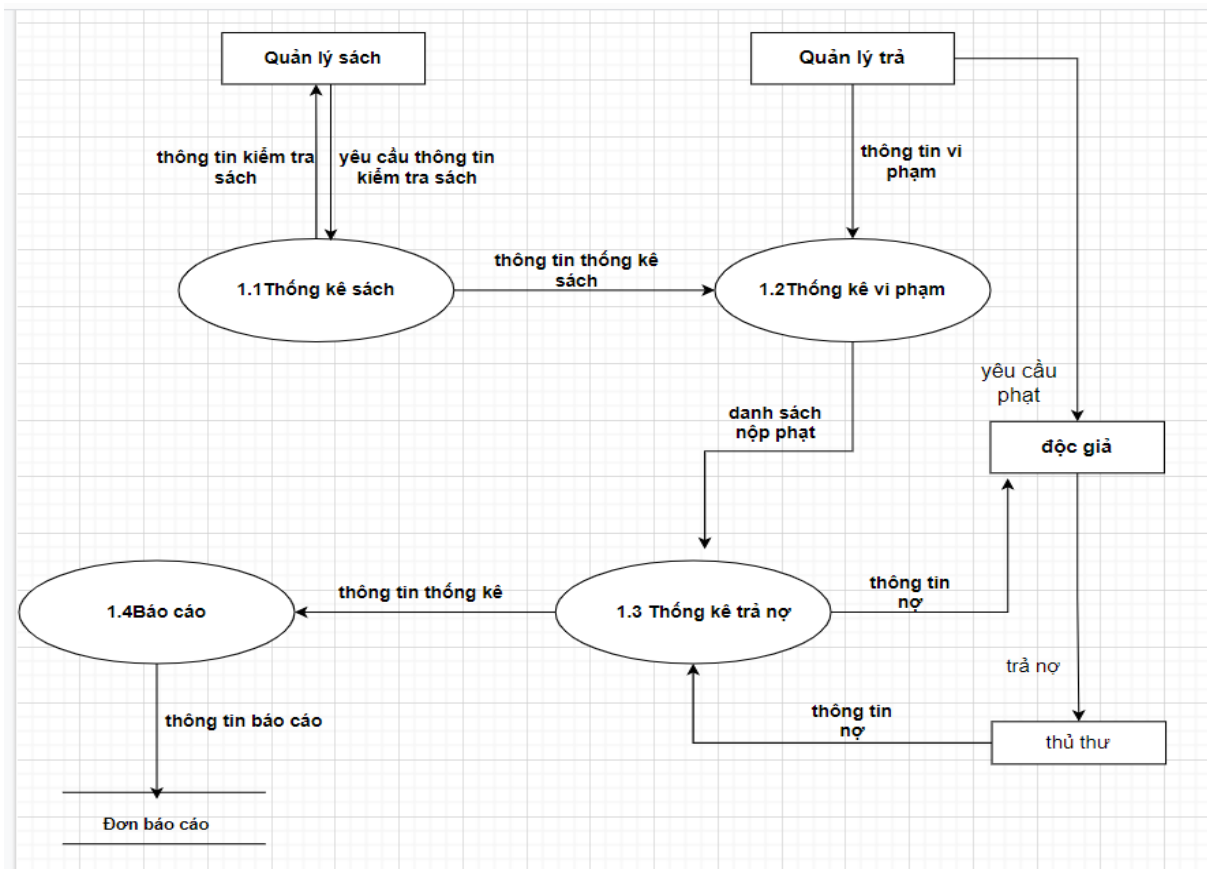 Quản lý sách
Quản lý trả
thông tin kiểm tra
sách
yêu cầu thông tin
kiểm tra sách
thông tin vi
phạm
1.1Thống kê sách
thông tin thống kê
sách
1.2Thống kê vi phạm
yêu cầu
phạt
danh sách
nộp phạt
độc giả
1.4Báo cáo
thông tin thống kê
1.3 Thống kê trả nợ
thông tin
nợ
trả nợ
thông tin báo cáo
thông tin
nợ
thủ thư
Đơn báo cáo